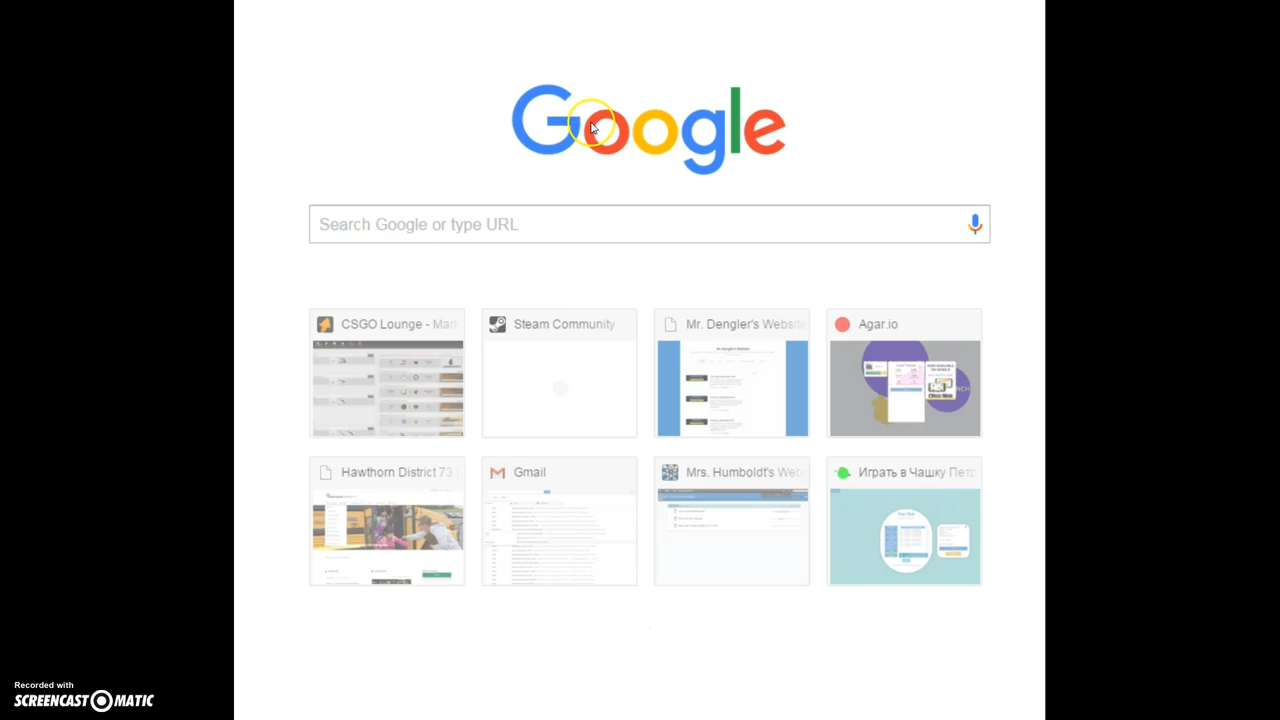 Google
Search Google or type URL
CSGO Lounge - Mar
Steam Community
Mr. Dengler's Website
Agar.io
Hawthorn District 73
Gmail
Mrs. Humboldt's Web
Играть в Чашку Петр
Recorded with
SCREENCAST MATIC